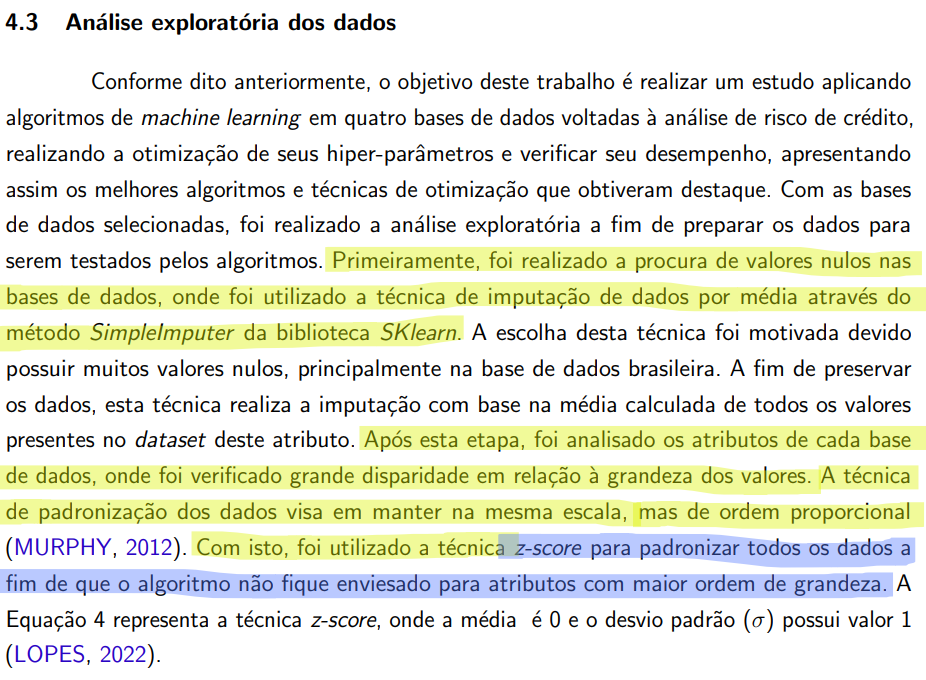 4.3 Análise exploratória dos dados
Conforme dito anteriormente, o objetivo deste trabalho é realizar um estudo aplicando
algoritmos de machine learning em quatro bases de dados voltadas à análise de risco de crédito,
realizando a otimização de seus hiper-parâmetros e verificar seu desempenho, apresentando
assim os melhores algoritmos e técnicas de otimização que obtiveram destaque. Com as bases
de dados selecionadas, foi realizado a análise exploratória a fim de preparar os dados para
serem testados pelos algoritmos. Primeiramente, foi realizado a procura de valores nulos nas
bases de dados, onde foi utilizado a técnica de imputação de dados por média através do
método SimpleImputer da biblioteca SKlearn. A escolha desta técnica foi motivada devido
possuir muitos valores nulos, principalmente na base de dados brasileira. A fim de preservar
os dados, esta técnica realiza a imputação com base na média calculada de todos os valores
presentes no dataset deste atributo. Após esta etapa, foi analisado os atributos de cada base
de dados, onde foi verificado grande disparidade em relação à grandeza dos valores. A técnica
de padronização dos dados visa em manter na mesma escala, mas de ordem proporcional
(MURPHY, 2012). Com isto, foi utilizado a técnica z-score para padronizar todos os dados a
fim de que o algoritmo não fique enviesado para atributos com maior ordem de grandeza. A
Equação 4 representa a técnica z-score, onde a média é 0 e o desvio padrão (σ) possui valor 1
(LOPES, 2022).